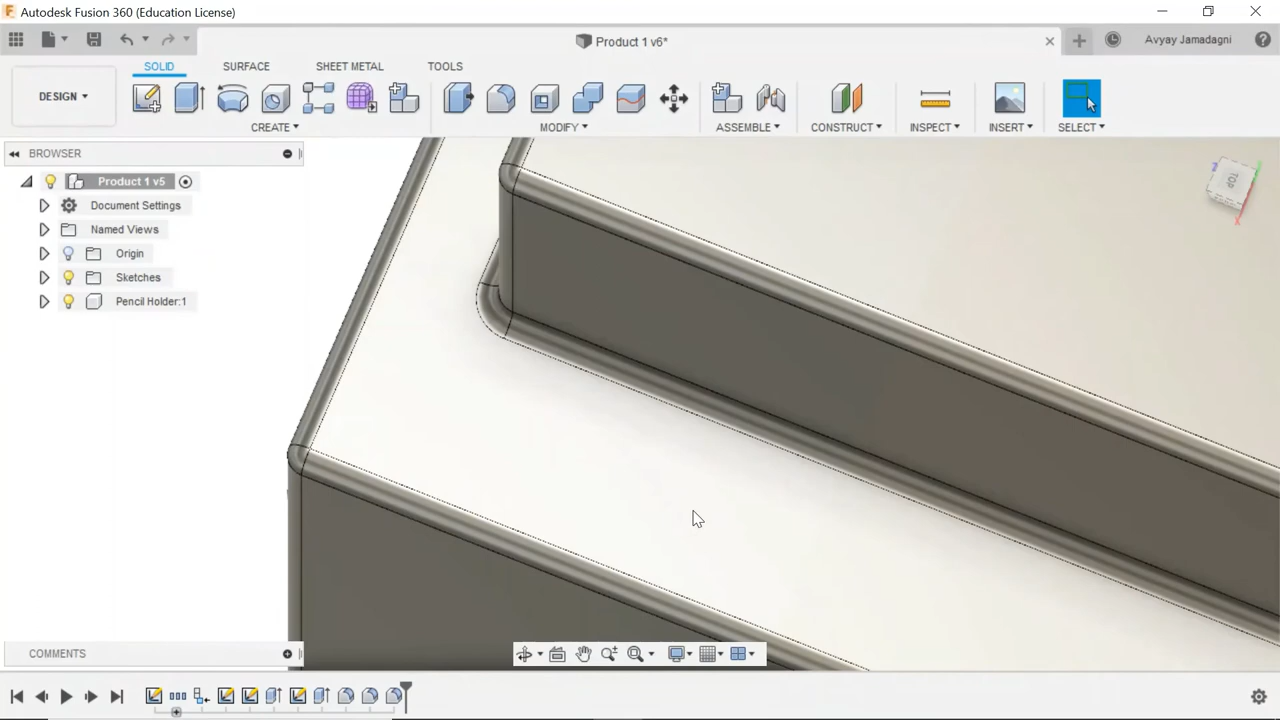 Autodesk Fusion 360 (Education License)
Product 1 v6*
Avyay Jamadagni
DESIGN
SOLID SURFACE SHEET METAL TOOLS
CREATE MODIFY ASSEMBLE CONSTRUCT INSPECT INSERT SELECT
BROWSER
Product 1 v5
Document Settings
Named Views
Origin
Sketches
Pencil Holder:1
TOP
COMMENTS